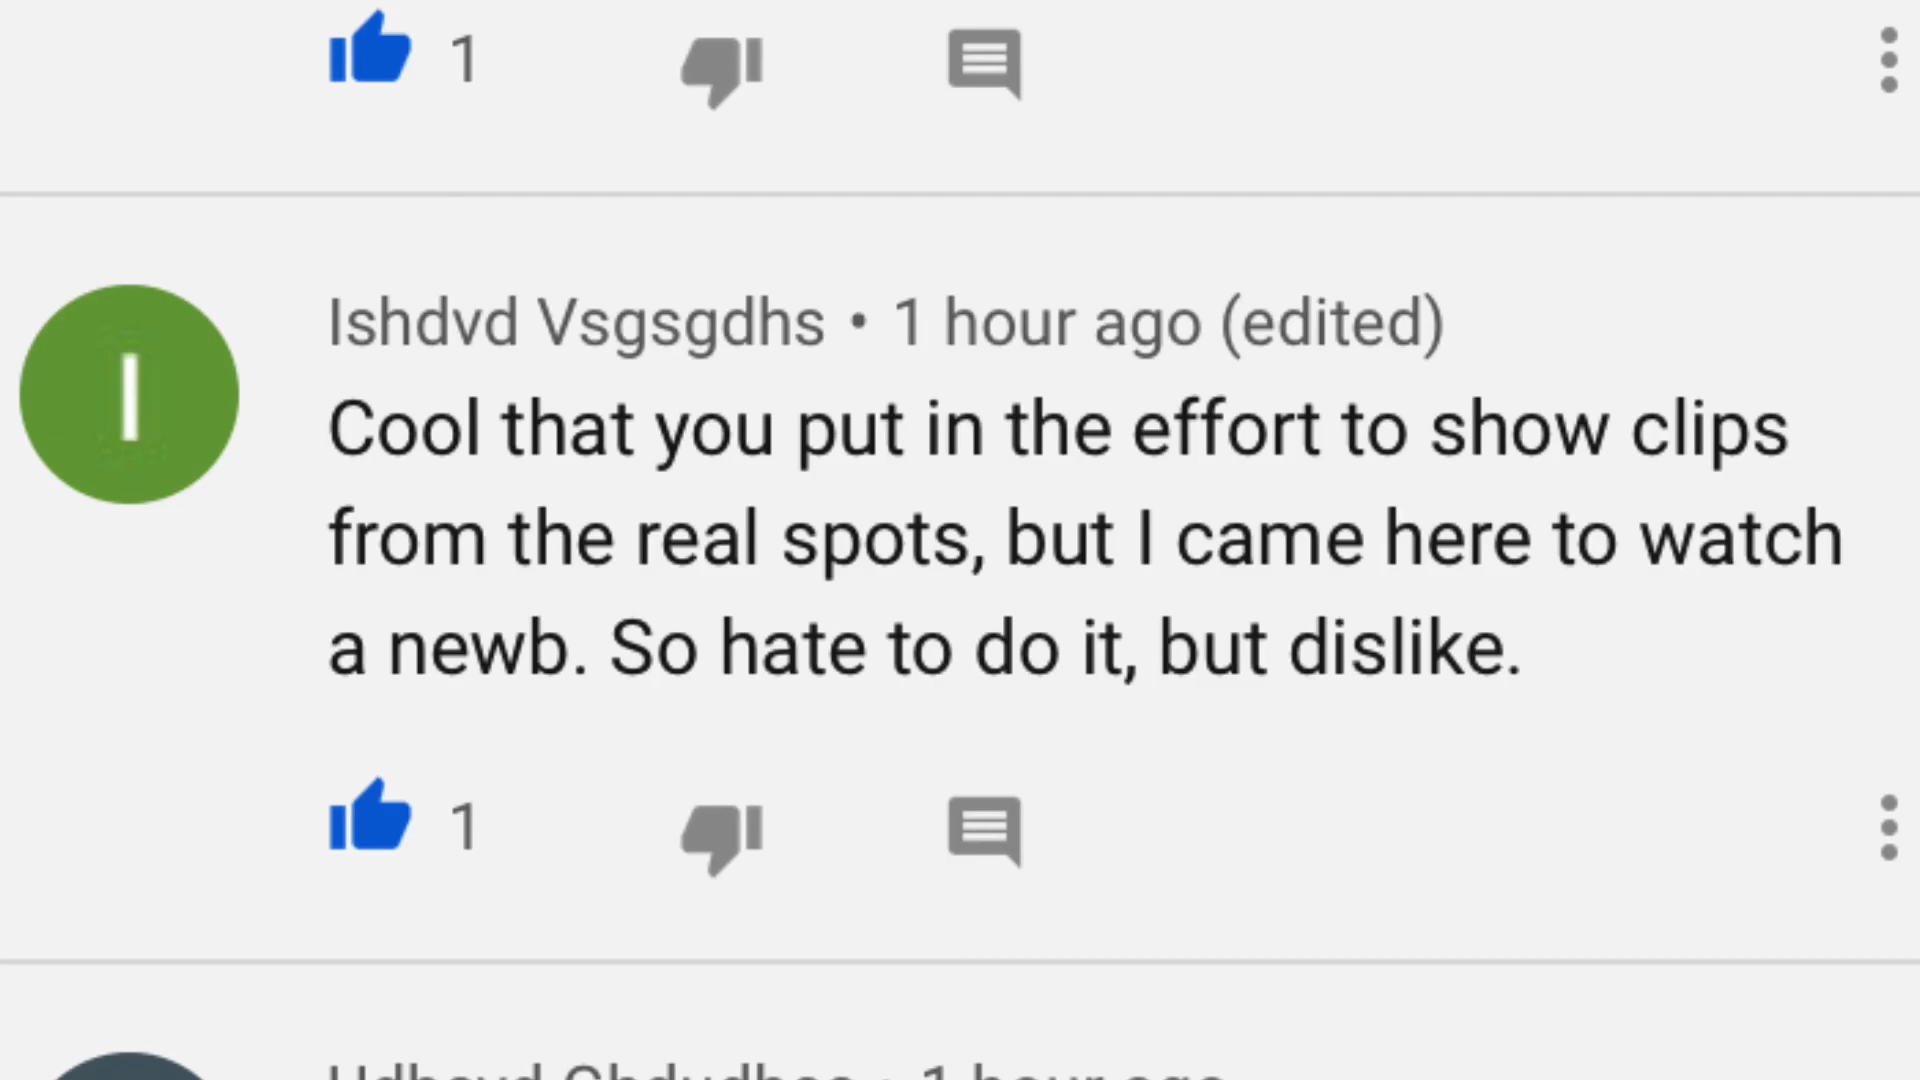 1
Ishdvd Vsgsgdhs • 1 hour ago (edited)
I
Cool that you put in the effort to show clips
from the real spots, but I came here to watch
a newb. So hate to do it, but dislike.
1
1 hour ago